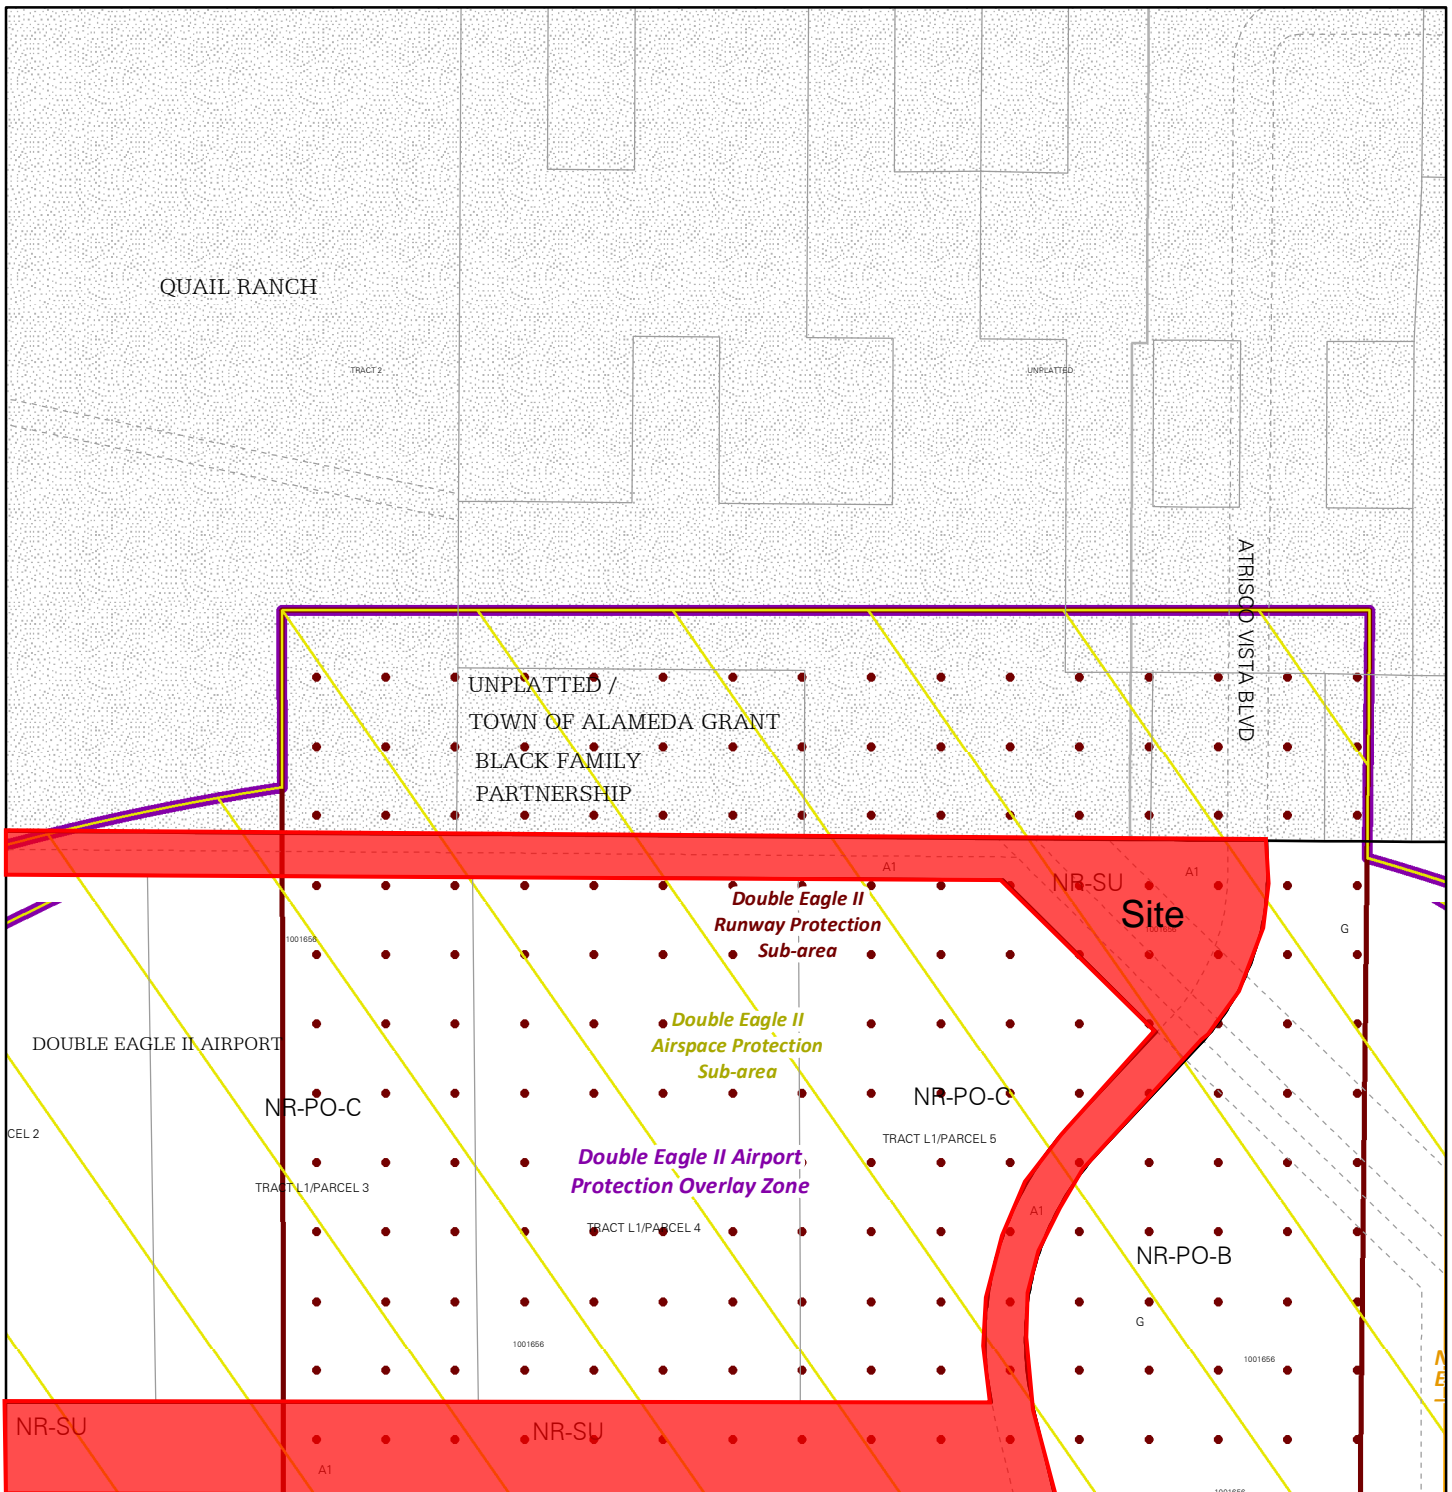 QUAIL RANCH
TRACT 2
UNPLATTED
ATRISCO VISTA BLVD
UNPLATTED /
TOWN OF ALAMEDA GRANT
BLACK FAMILY
PARTNERSHIP
A1
A1
NR-SU
Site
1001656
G
Double Eagle II
Runway Protection
Sub-area
1001656
Double Eagle II
Airspace Protection
Sub-area
DOUBLE EAGLE II AIRPORT
NR-PO-C
NR-PO-C
CEL 2
TRACT L1/PARCEL 5
Double Eagle II Airport
Protection Overlay Zone
TRACT L1/PARCEL 3
TRACT L1/PARCEL 4
A1
NR-PO-B
G
1001656
1001656
NR-SU
NR-SU
A1
1001656